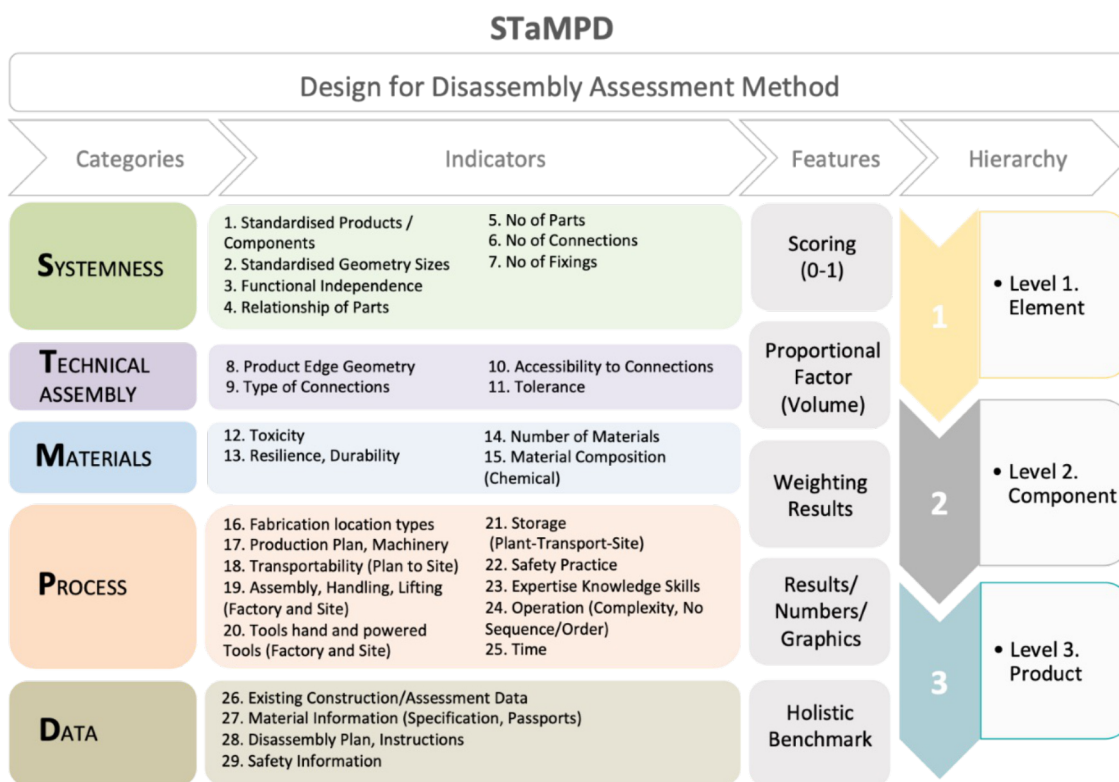 STaMPD
Design for Disassembly Assessment Method
Categories
Indicators
Features
Hierarchy
SYSTEMNESS
1. Standardised Products /
Components
2. Standardised Geometry Sizes
3. Functional Independence
4. Relationship of Parts
5. No of Parts
6. No of Connections
7. No of Fixings
TECHNICAL
ASSEMBLY
8. Product Edge Geometry
9. Type of Connections
10. Accessibility to Connections
11. Tolerance
MATERIALS
12. Toxicity
13. Resilience, Durability
14. Number of Materials
15. Material Composition
(Chemical)
PROCESS
16. Fabrication location types
17. Production Plan, Machinery
18. Transportability (Plan to Site)
19. Assembly, Handling, Lifting
(Factory and Site)
20. Tools hand and powered
Tools (Factory and Site)
21. Storage
(Plant-Transport-Site)
22. Safety Practice
23. Expertise Knowledge Skills
24. Operation (Complexity, No
Sequence/Order)
25. Time
DATA
26. Existing Construction/Assessment Data
27. Material Information (Specification, Passports)
28. Disassembly Plan, Instructions
29. Safety Information
Scoring
(0-1)
Proportional
Factor
(Volume)
Weighting
Results
Results/
Numbers/
Graphics
Holistic
Benchmark
1
• Level 1.
Element
2
• Level 2.
Component
3
• Level 3.
Product